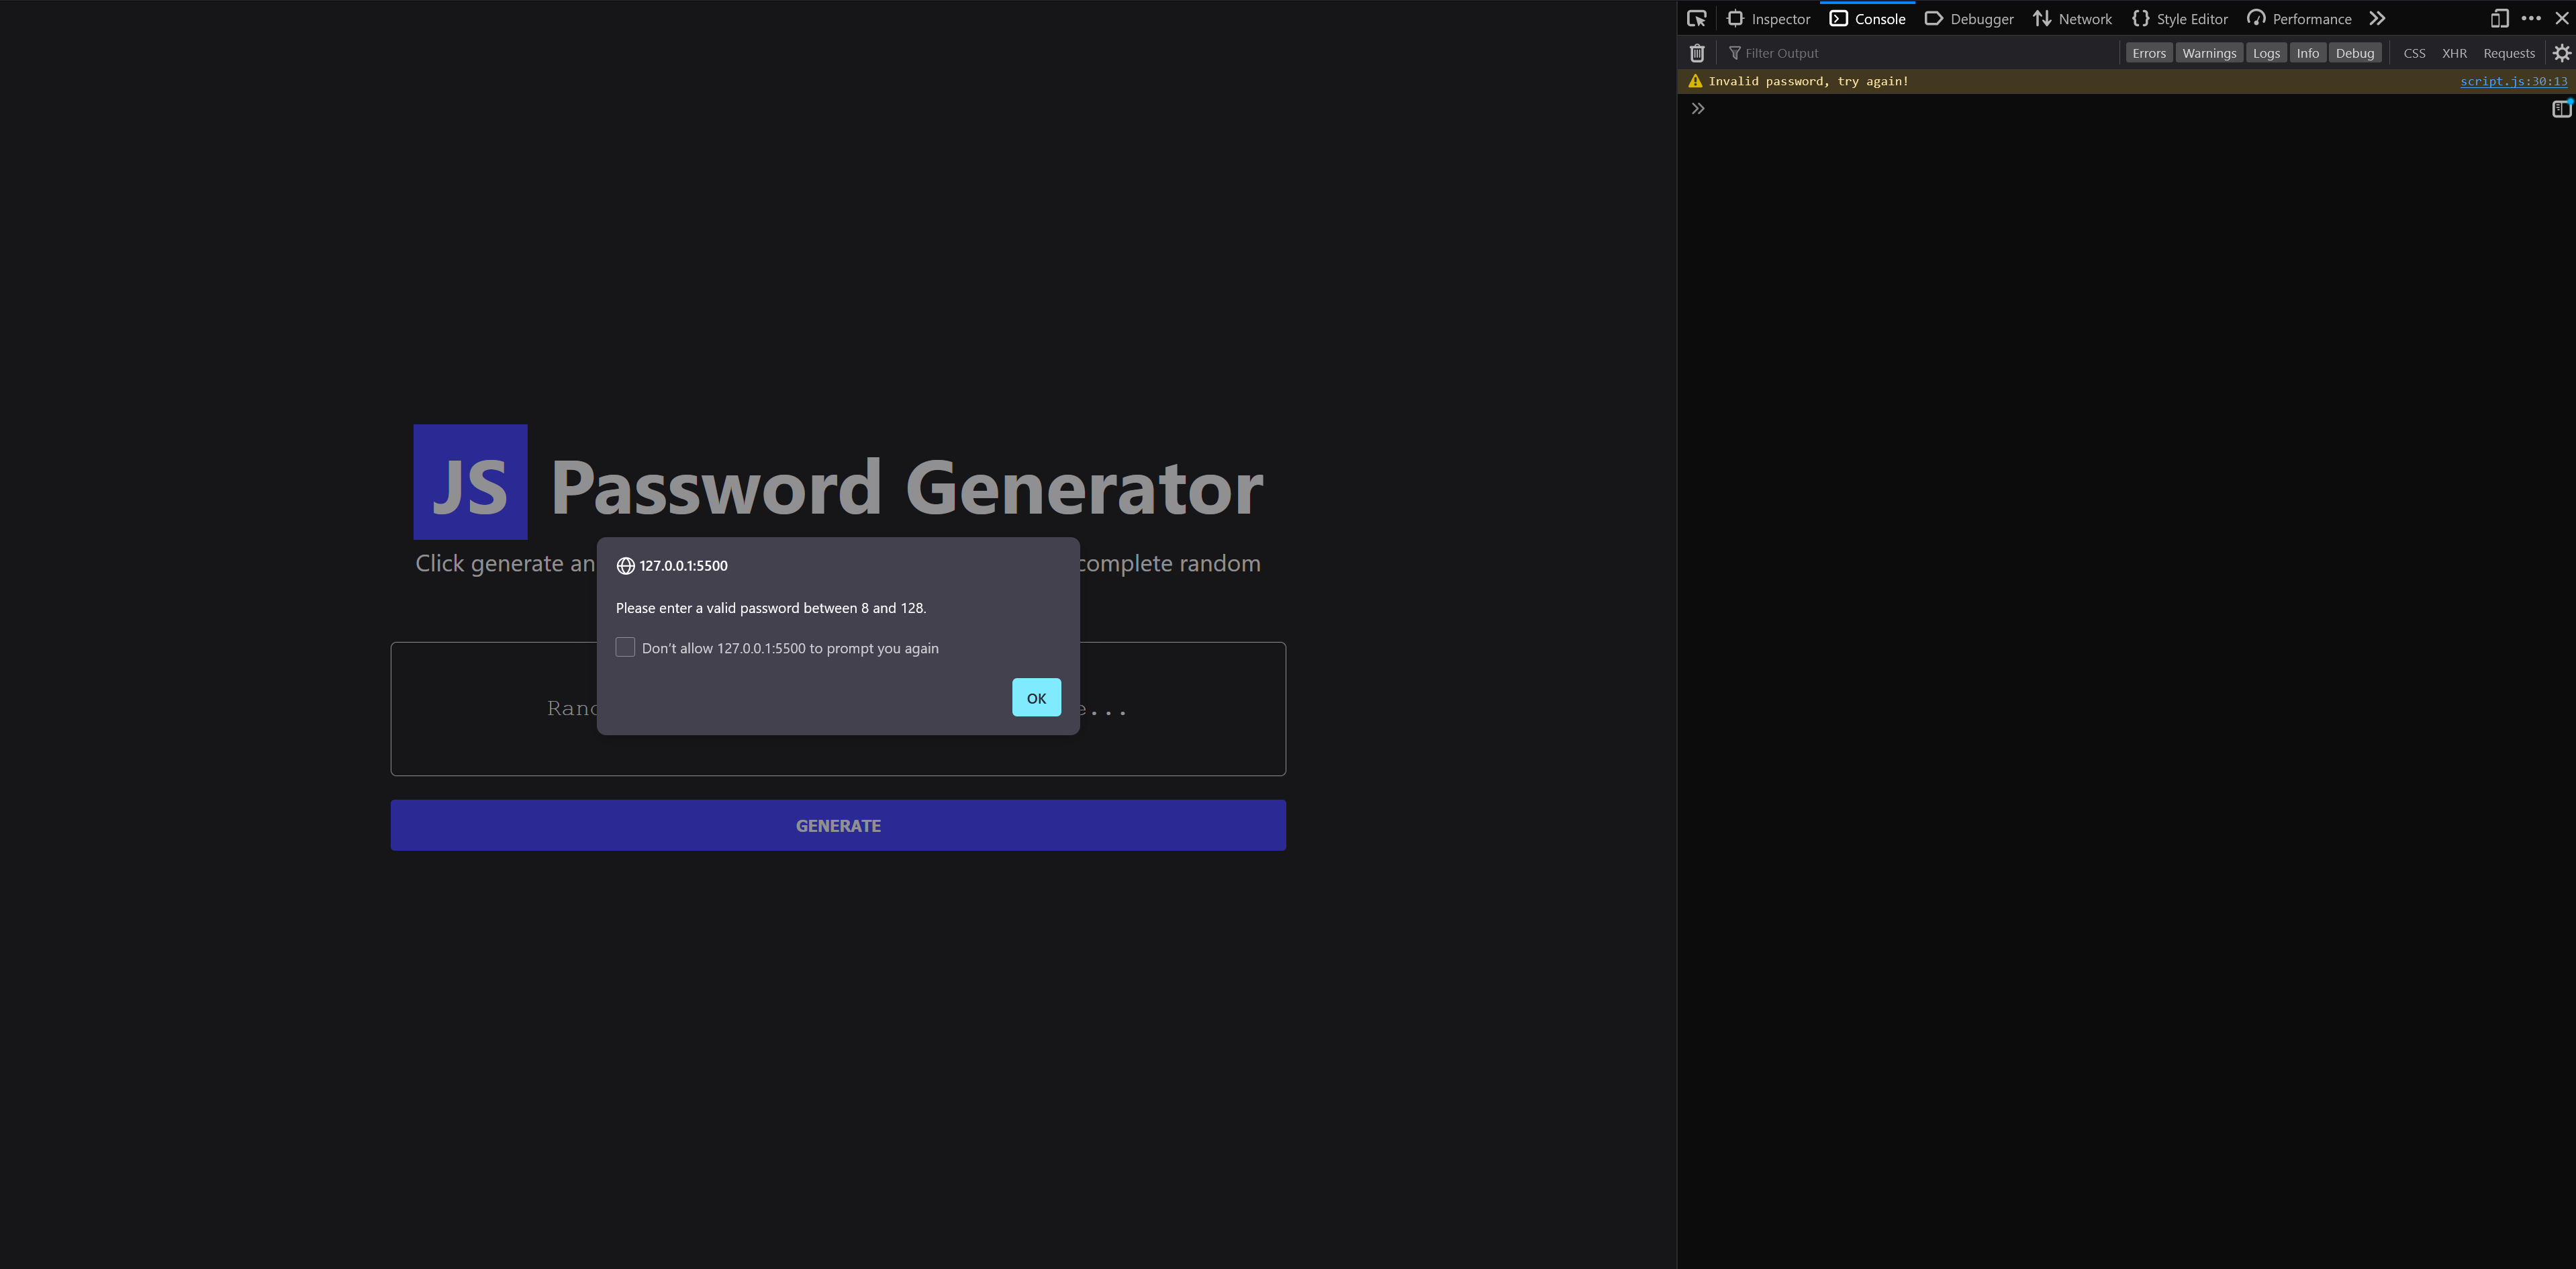 Inspector Console Debugger Network Style Editor Performance
Filter Output Errors Warnings Logs Info Debug CSS XHR Requests
Invalid password, try again! script.js:30:13
JS Password Generator
Click generate an complete random
127.0.0.1:5500
Please enter a valid password between 8 and 128.
Don't allow 127.0.0.1:5500 to prompt you again
OK
...
GENERATE